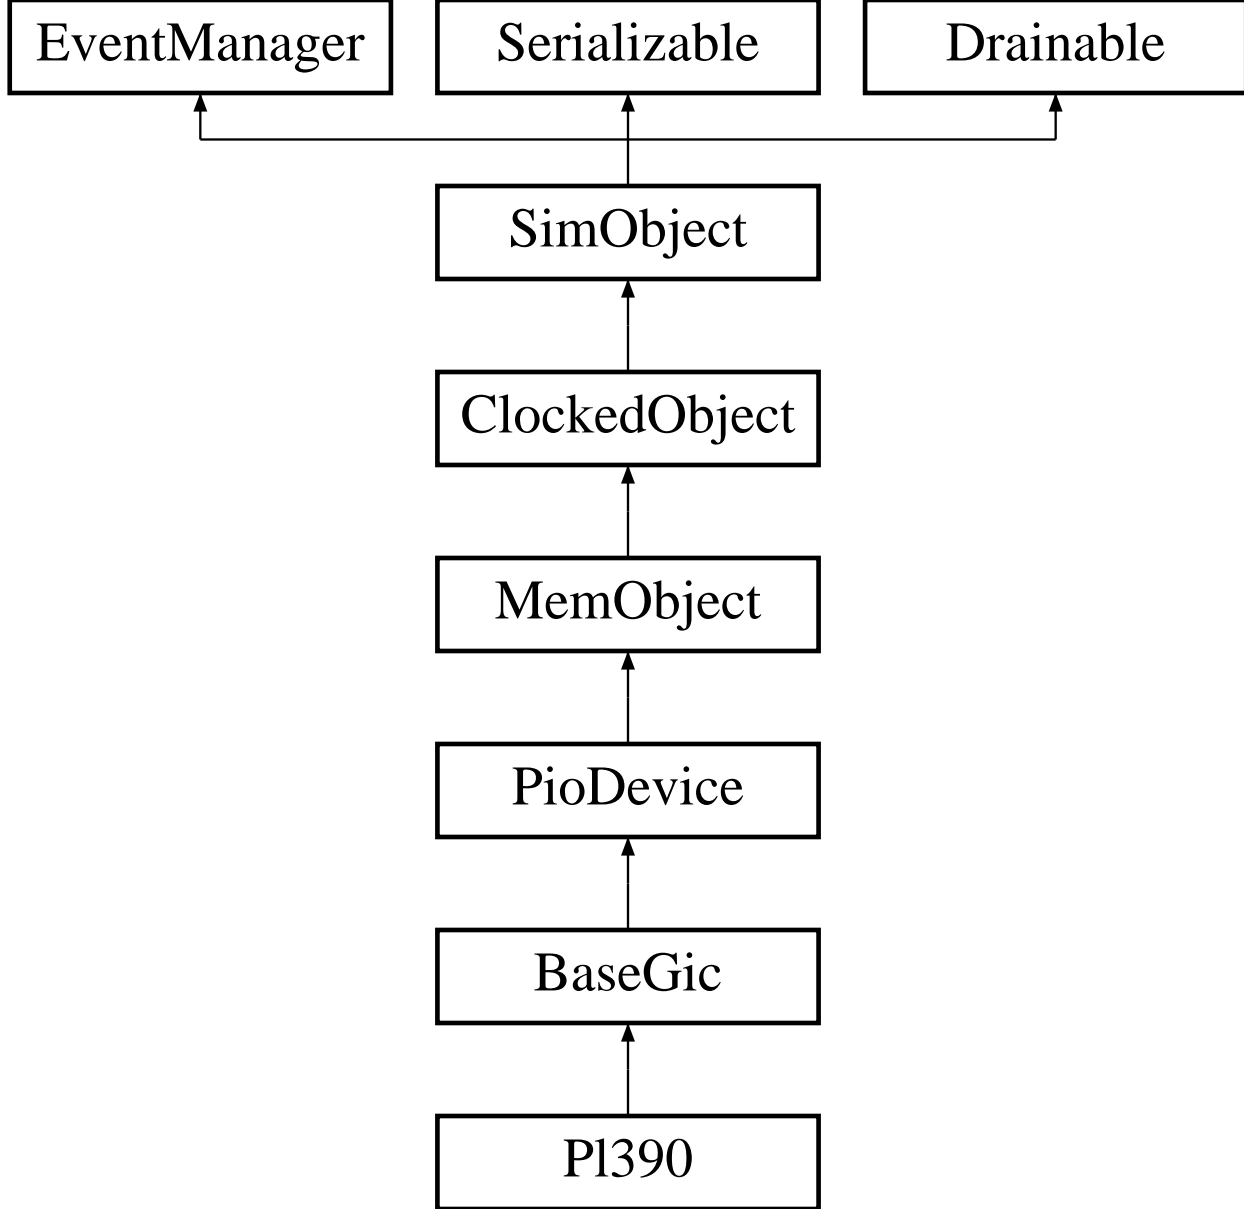 EventManager
Serializable
Drainable
SimObject
ClockedObject
MemObject
PioDevice
BaseGic
Pl390